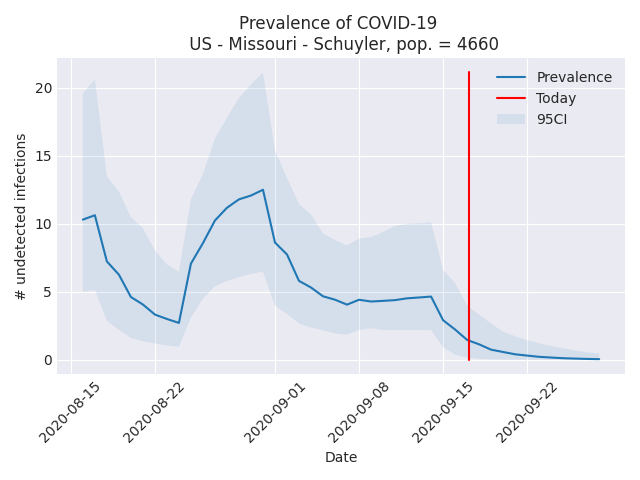 Prevalence of COVID-19
US - Missouri - Schuyler, pop. = 4660
Prevalence
Today
95CI
# undetected infections
20
15
10
5
0
2020-08-15
2020-08-22
2020-09-01
2020-09-08
2020-09-15
2020-09-22
Date